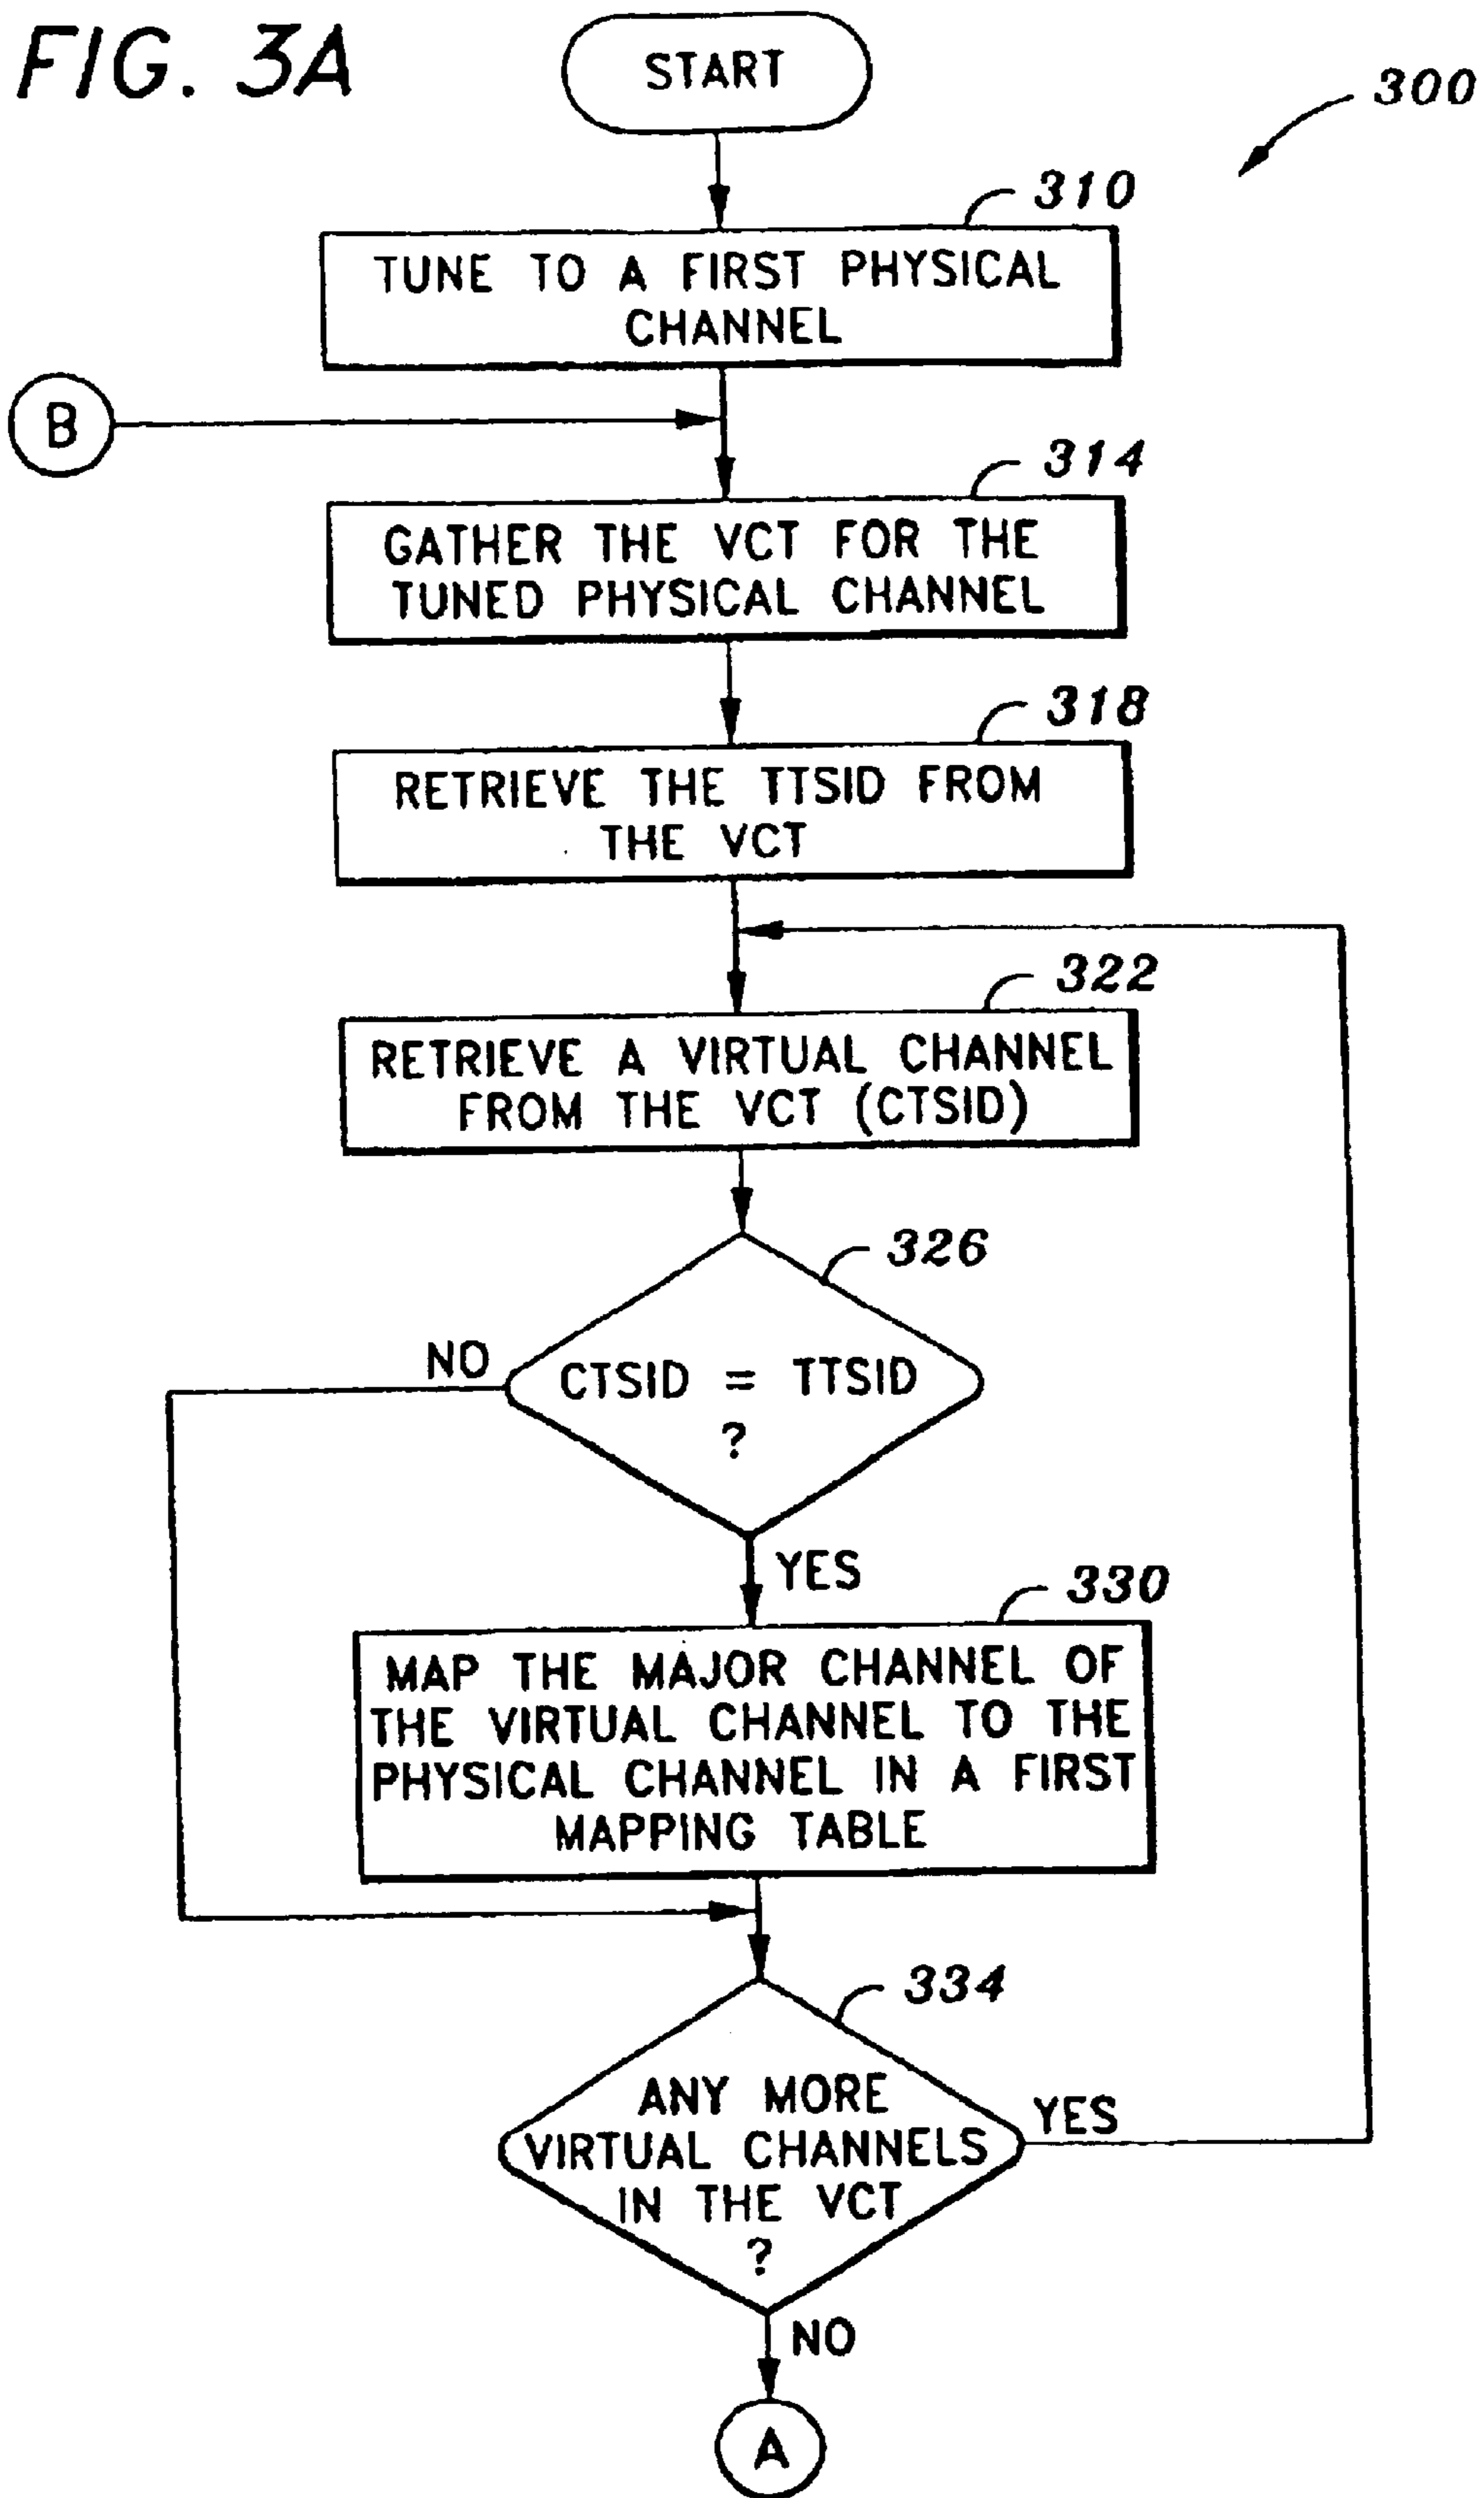 FIG. 3A
START
300
310
TUNE TO A FIRST PHYSICAL
CHANNEL
B
314
GATHER THE VCT FOR THE
TUNED PHYSICAL CHANNEL
318
RETRIEVE THE TTSID FROM
THE VCT
322
RETRIEVE A VIRTUAL CHANNEL
FROM THE VCT (CTSID)
326
NO
CTSID = TTSID
?
YES
330
MAP THE MAJOR CHANNEL OF
THE VIRTUAL CHANNEL TO THE
PHYSICAL CHANNEL IN A FIRST
MAPPING TABLE
334
ANY MORE
VIRTUAL CHANNELS
IN THE VCT
?
YES
NO
A